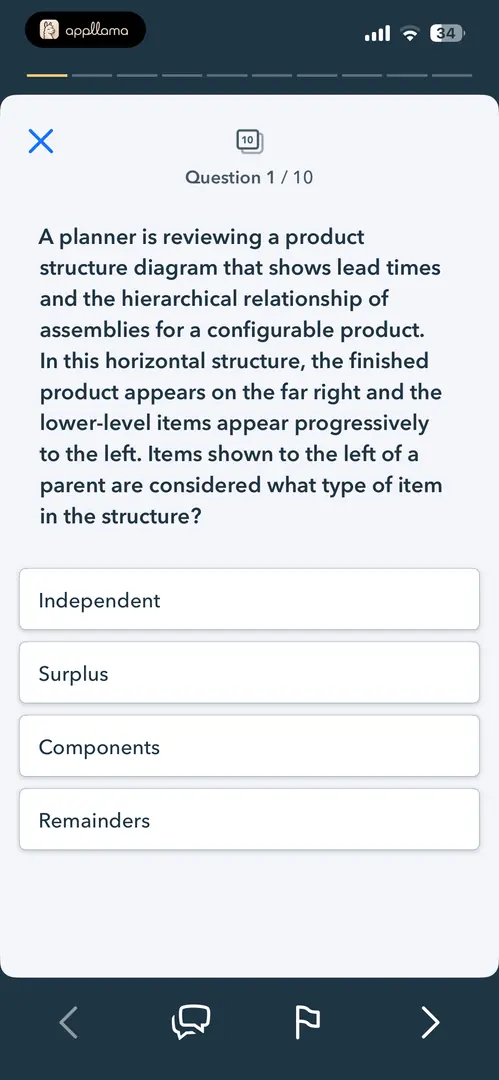 appllama
34
10
Question 1 / 10
A planner is reviewing a product
structure diagram that shows lead times
and the hierarchical relationship of
assemblies for a configurable product.
In this horizontal structure, the finished
product appears on the far right and the
lower-level items appear progressively
to the left. Items shown to the left of a
parent are considered what type of item
in the structure?
Independent
Surplus
Components
Remainders